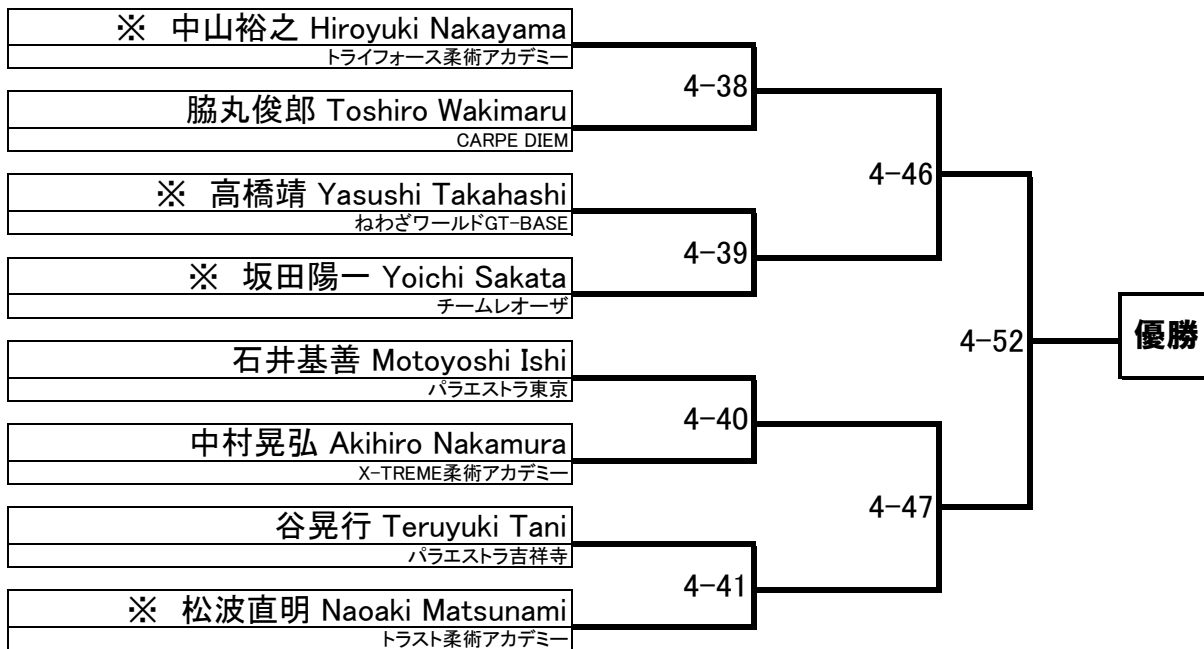 ※ 中山裕之 Hiroyuki Nakayama
トライフォース柔術アカデミー
4-38
脇丸俊郎 Toshiro Wakimaru
CARPE DIEM
4-46
※ 高橋靖 Yasushi Takahashi
ねわざワールドGT-BASE
4-39
※ 坂田陽一 Yoichi Sakata
チームレオーザ
4-52
優勝
石井基善 Motoyoshi Ishi
パラエストラ東京
4-40
中村晃弘 Akihiro Nakamura
X-TREME柔術アカデミー
4-47
谷晃行 Teruyuki Tani
パラエストラ吉祥寺
4-41
※ 松波直明 Naoaki Matsunami
トラスト柔術アカデミー